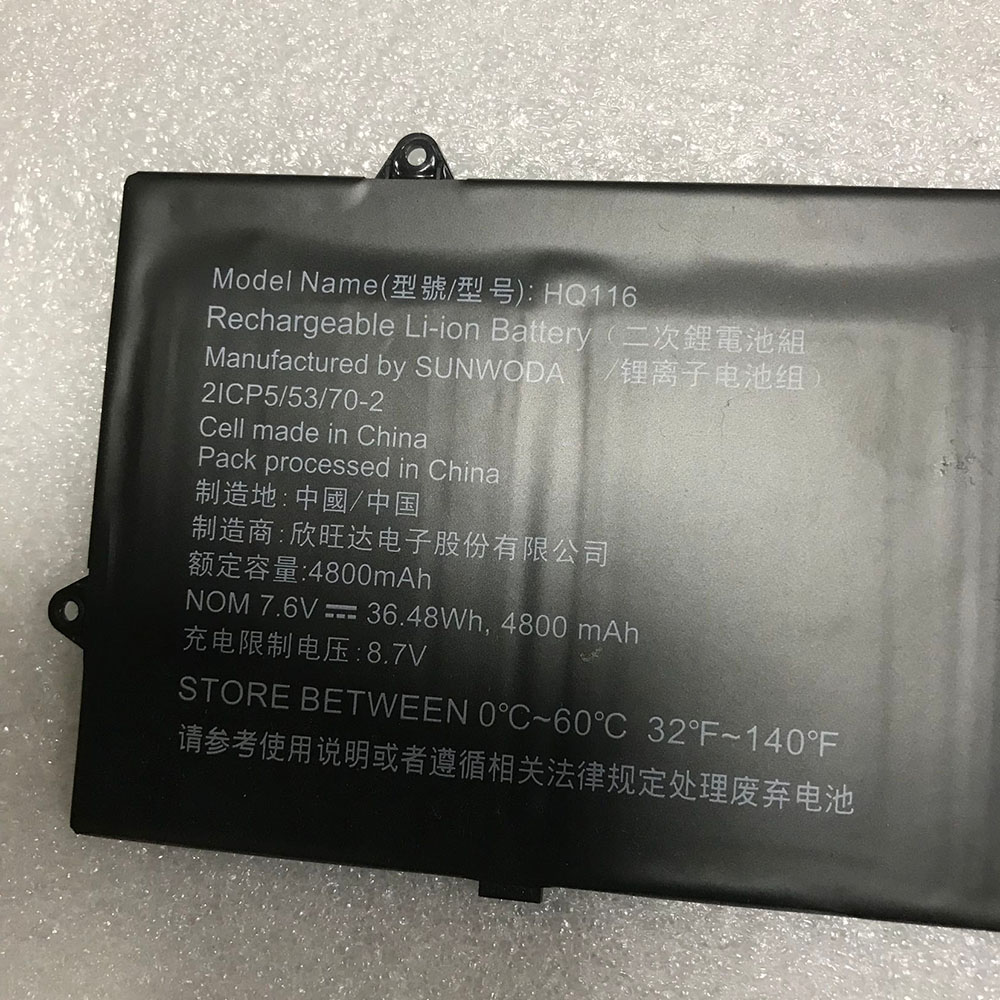 Model Name(型號/型号): HQ116
Rechargeable Li-ion Battery（二次鋰電池組
Manufactured by SUNWODA /锂离子电池组）
2ICP5/53/70-2
Cell made in China
Pack processed in China
制造地:中國/中国
制造商:欣旺达电子股份有限公司
额定容量:4800mAh
NOM 7.6V ⎓ 36.48Wh, 4800 mAh
充电限制电压:8.7V
STORE BETWEEN 0℃~60℃ 32℉~140℉
请参考使用说明或者遵循相关法律规定处理废弃电池